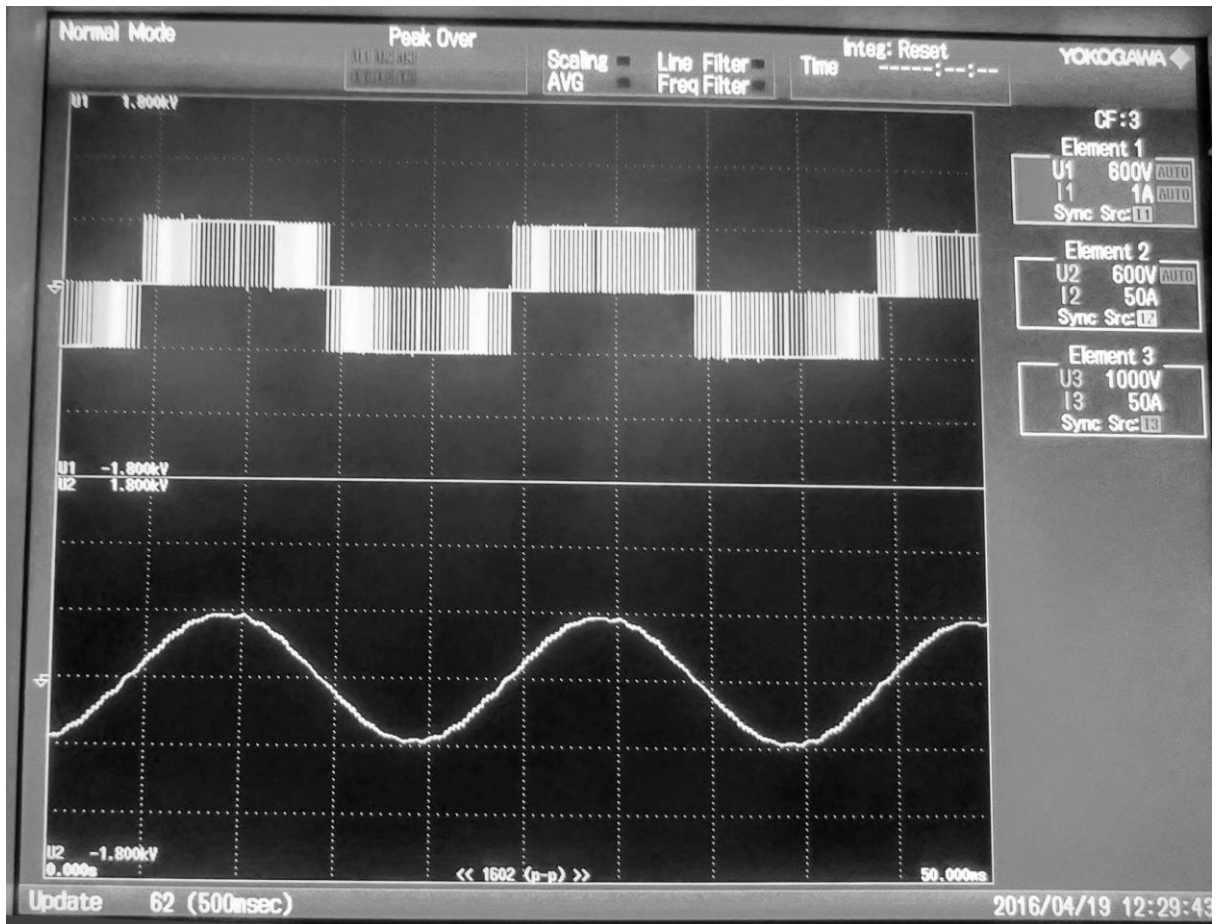 Normal Mode
Peak Over
Scaling
AVG
Line Filter
Freq Filter
Integ: Reset
Time -----:--:--
YOKOGAWA
U1 1.800kV
CF:3
Element 1
U1 600V AUTO
I1 1A AUTO
Sync Src: I1
Element 2
U2 600V AUTO
I2 50A
Sync Src: I2
Element 3
U3 1000V
I3 50A
Sync Src: I3
U1 -1.800kV
U2 1.800kV
U2 -1.800kV
0.000s
<< 1602 (p-p) >>
50.000ms
Update 62 (500msec)
2016/04/19 12:29:43